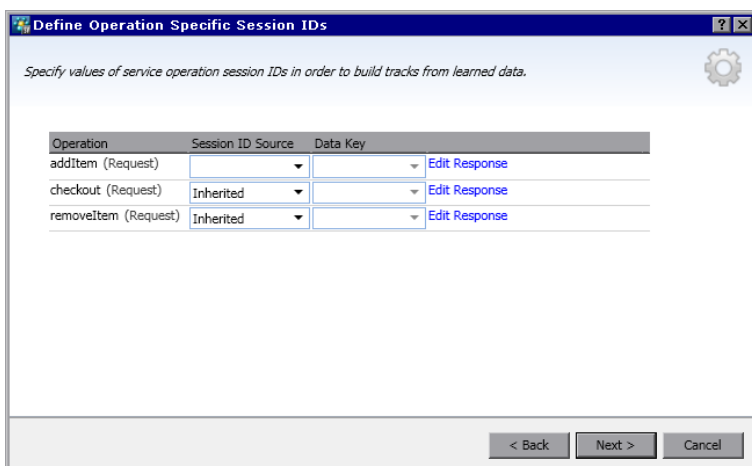 Define Operation Specific Session IDs
Specify values of service operation session IDs in order to build tracks from learned data.
Operation Session ID Source Data Key
addItem (Request) Edit Response
checkout (Request) Inherited Edit Response
removeItem (Request) Inherited Edit Response
< Back Next > Cancel